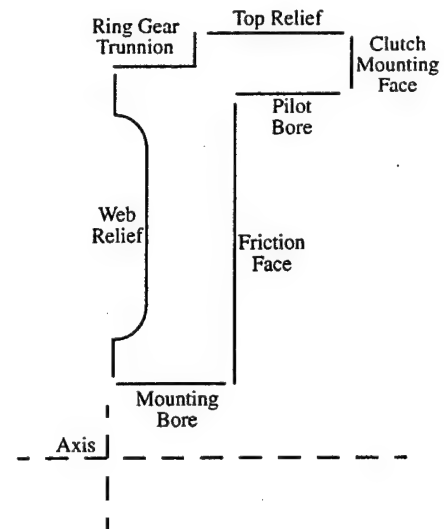 Ring Gear
Trunnion
Top Relief
Clutch
Mounting
Face
Pilot
Bore
Web
Relief
Friction
Face
Mounting
Bore
Axis